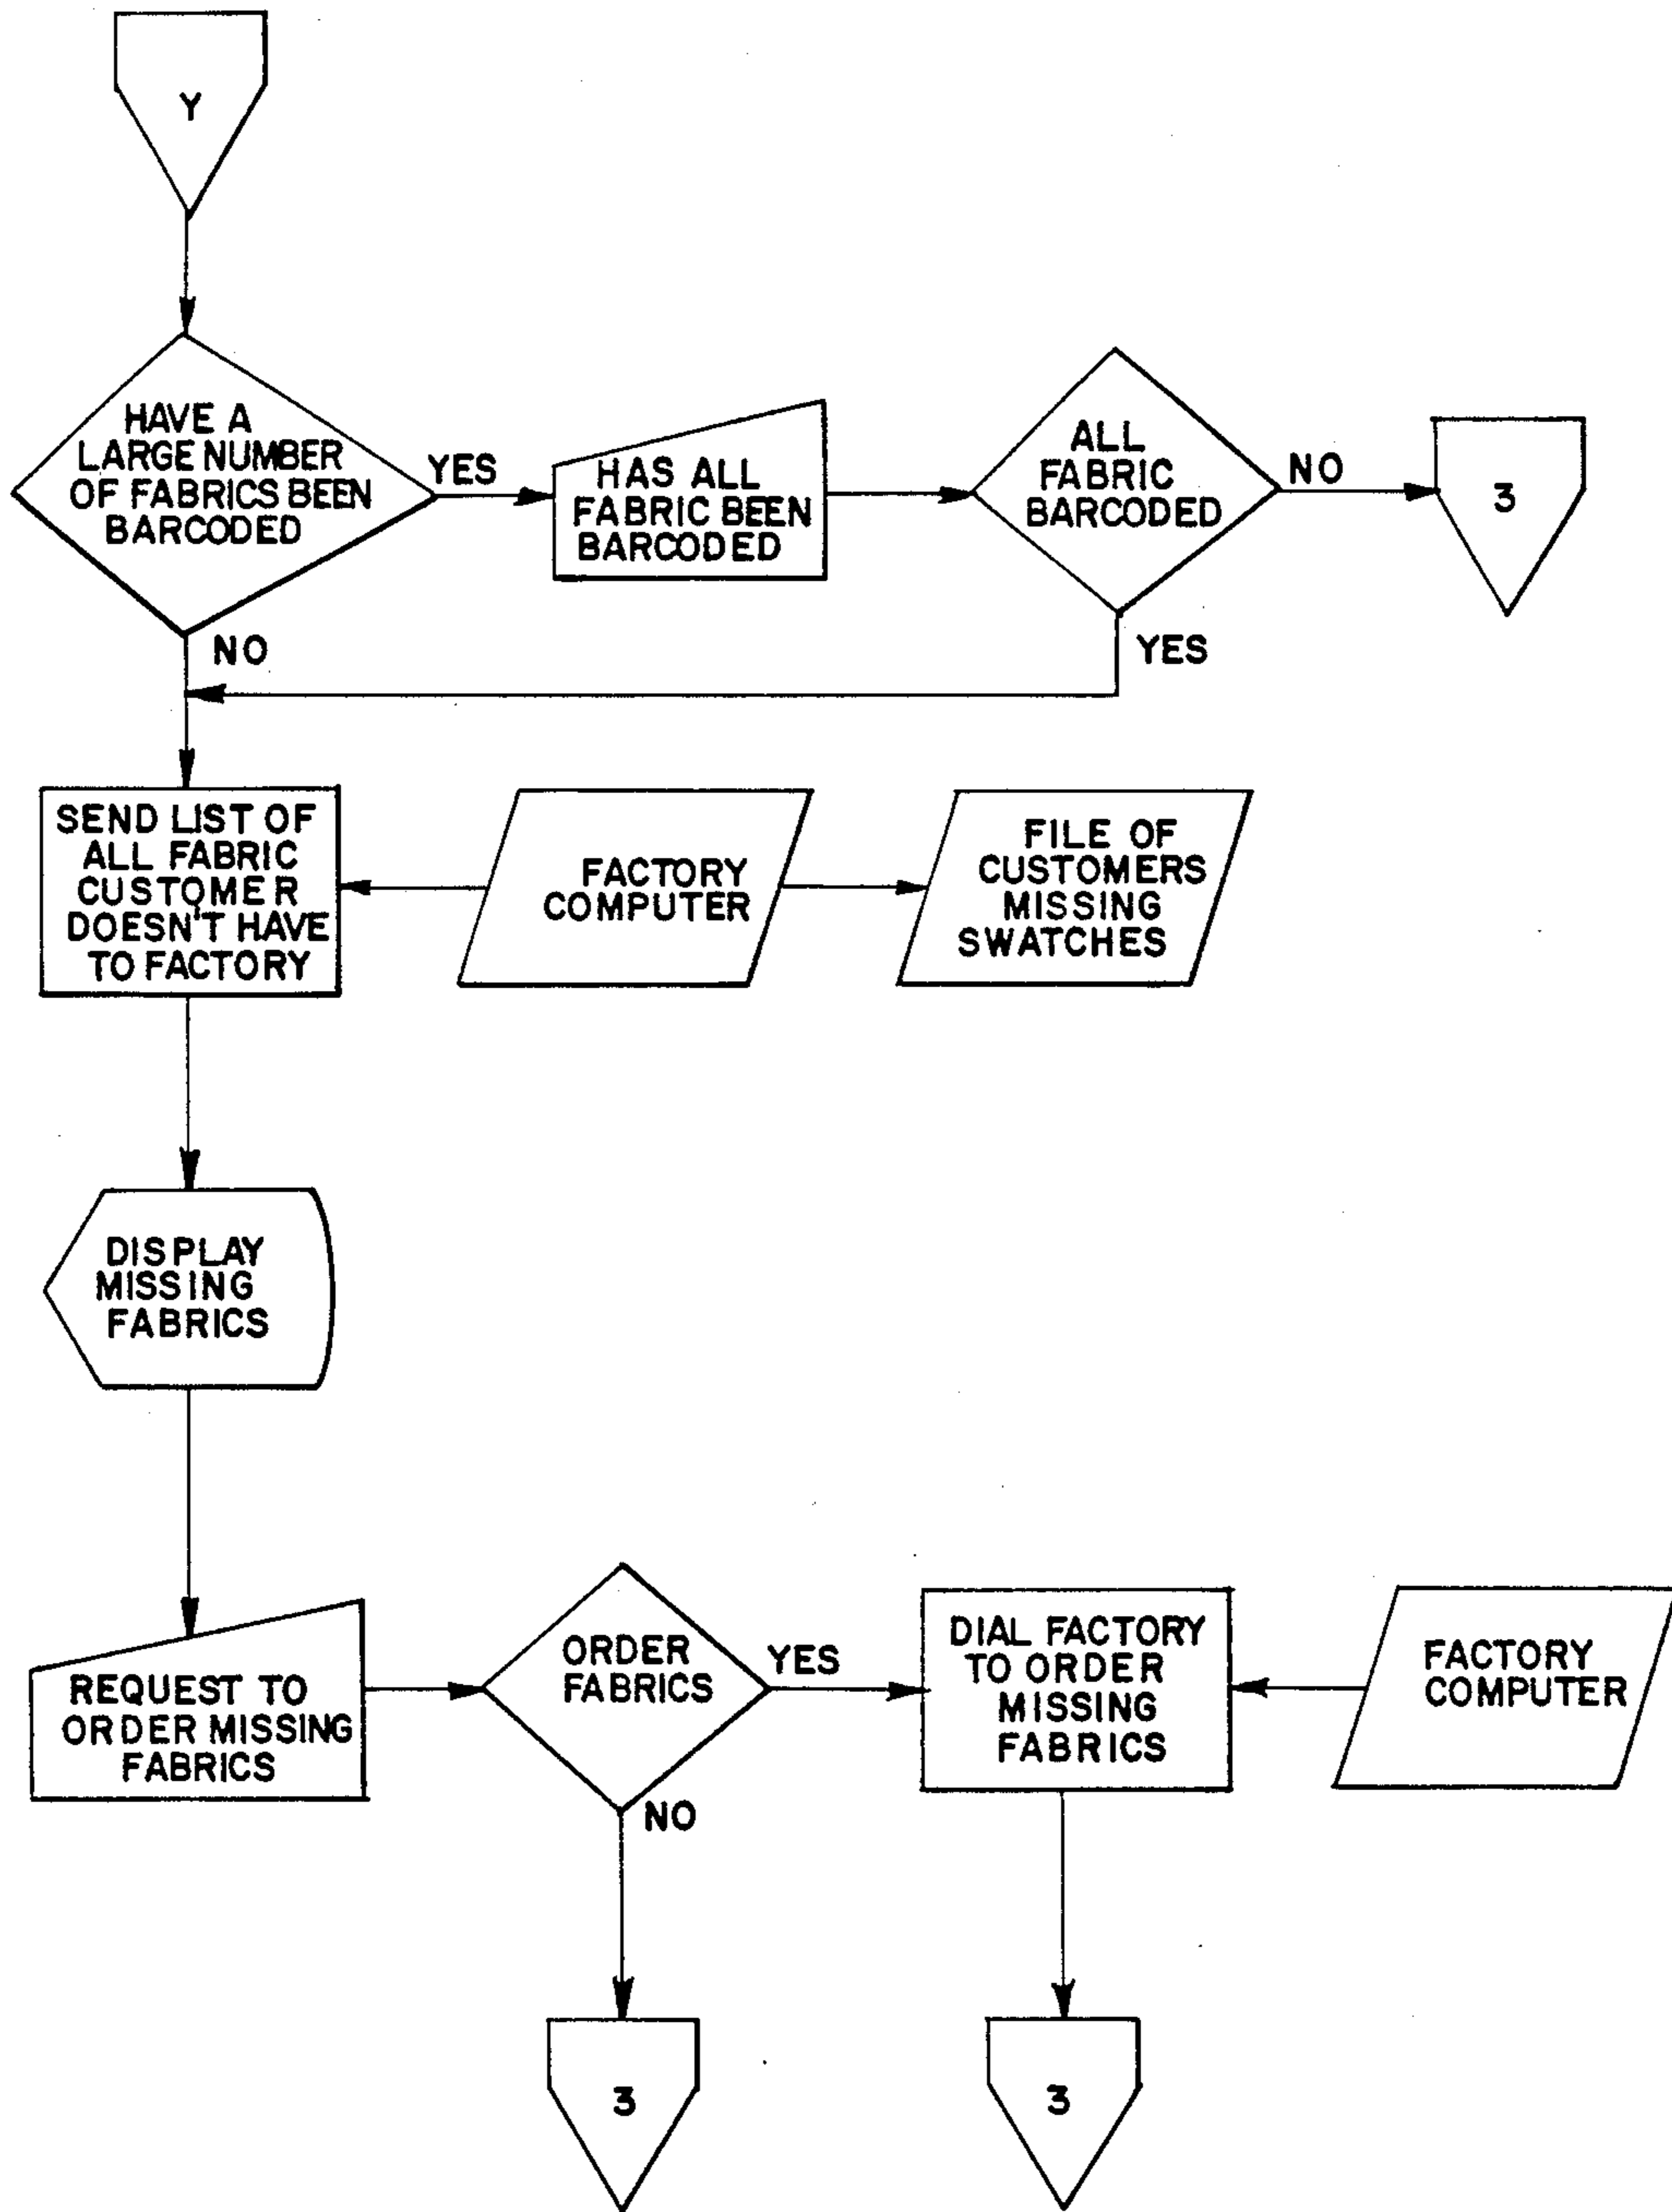 Y
HAVE A
LARGE NUMBER
OF FABRICS BEEN
BARCODED
YES
HAS ALL
FABRIC BEEN
BARCODED
ALL
FABRIC
BARCODED
NO
3
NO
YES
SEND LIST OF
ALL FABRIC
CUSTOMER
DOESN'T HAVE
TO FACTORY
FACTORY
COMPUTER
FILE OF
CUSTOMERS
MISSING
SWATCHES
DISPLAY
MISSING
FABRICS
REQUEST TO
ORDER MISSING
FABRICS
ORDER
FABRICS
YES
DIAL FACTORY
TO ORDER
MISSING
FABRICS
FACTORY
COMPUTER
NO
3
3